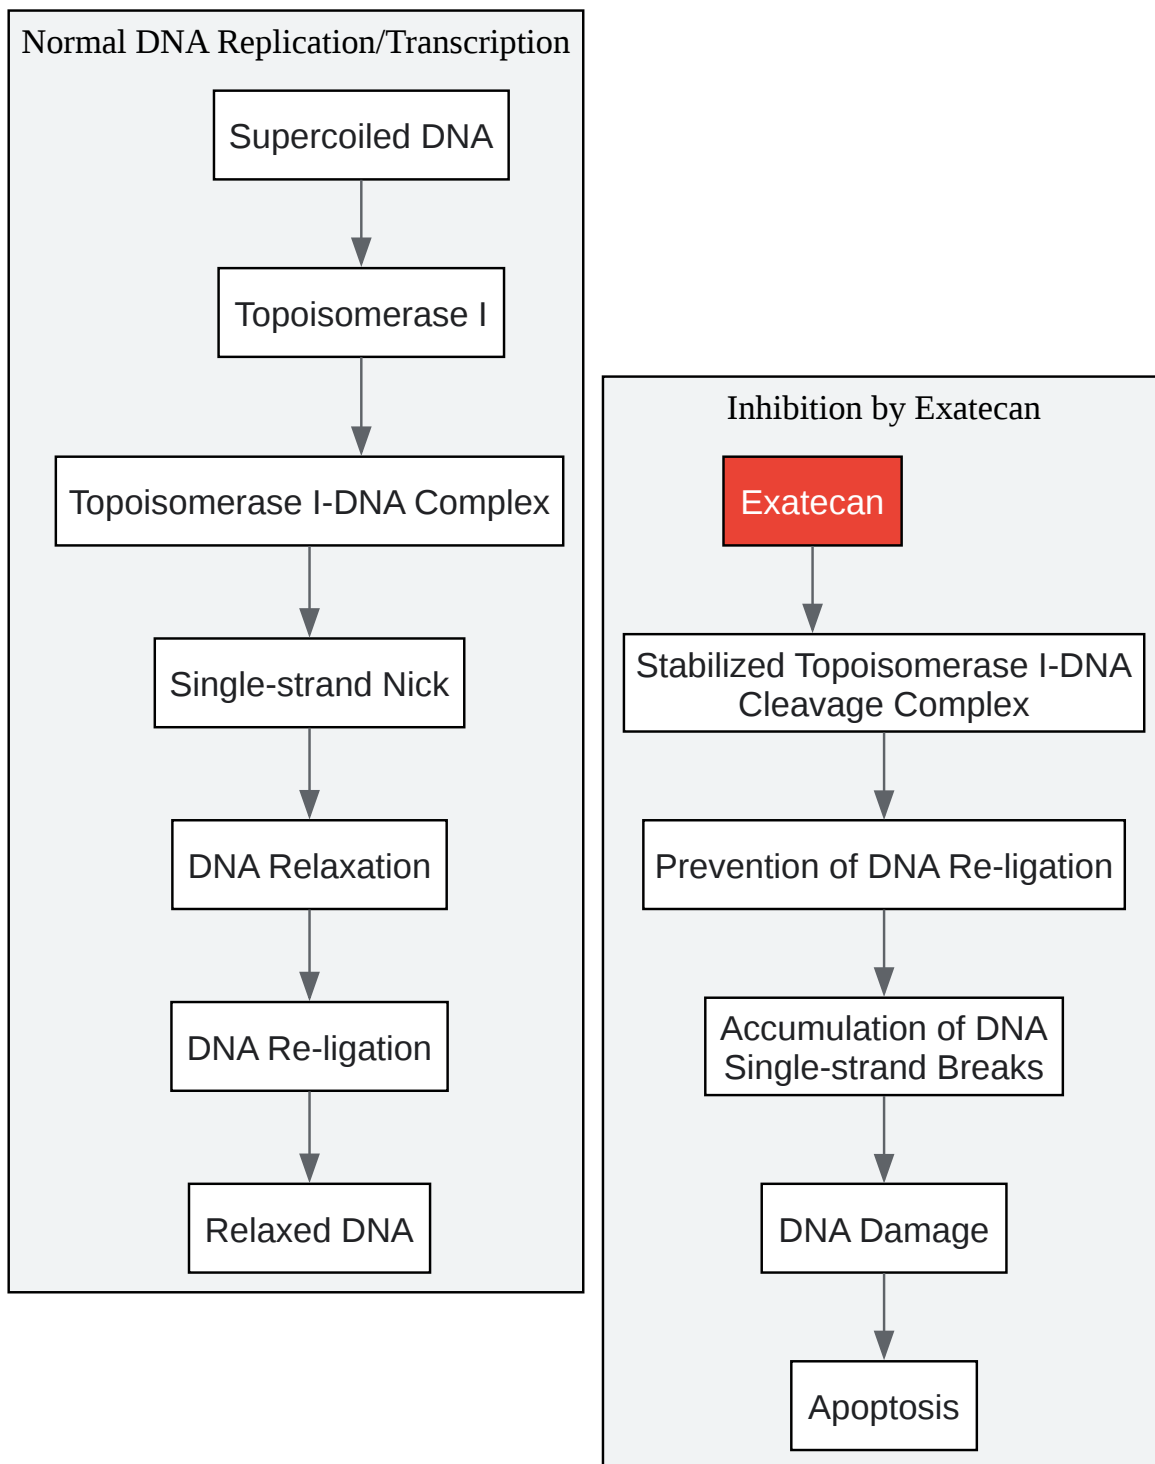 Normal DNA Replication/Transcription
Supercoiled DNA
Topoisomerase I
Topoisomerase I-DNA Complex
Single-strand Nick
DNA Relaxation
DNA Re-ligation
Relaxed DNA
Inhibition by Exatecan
Exatecan
Stabilized Topoisomerase I-DNA
Cleavage Complex
Prevention of DNA Re-ligation
Accumulation of DNA
Single-strand Breaks
DNA Damage
Apoptosis